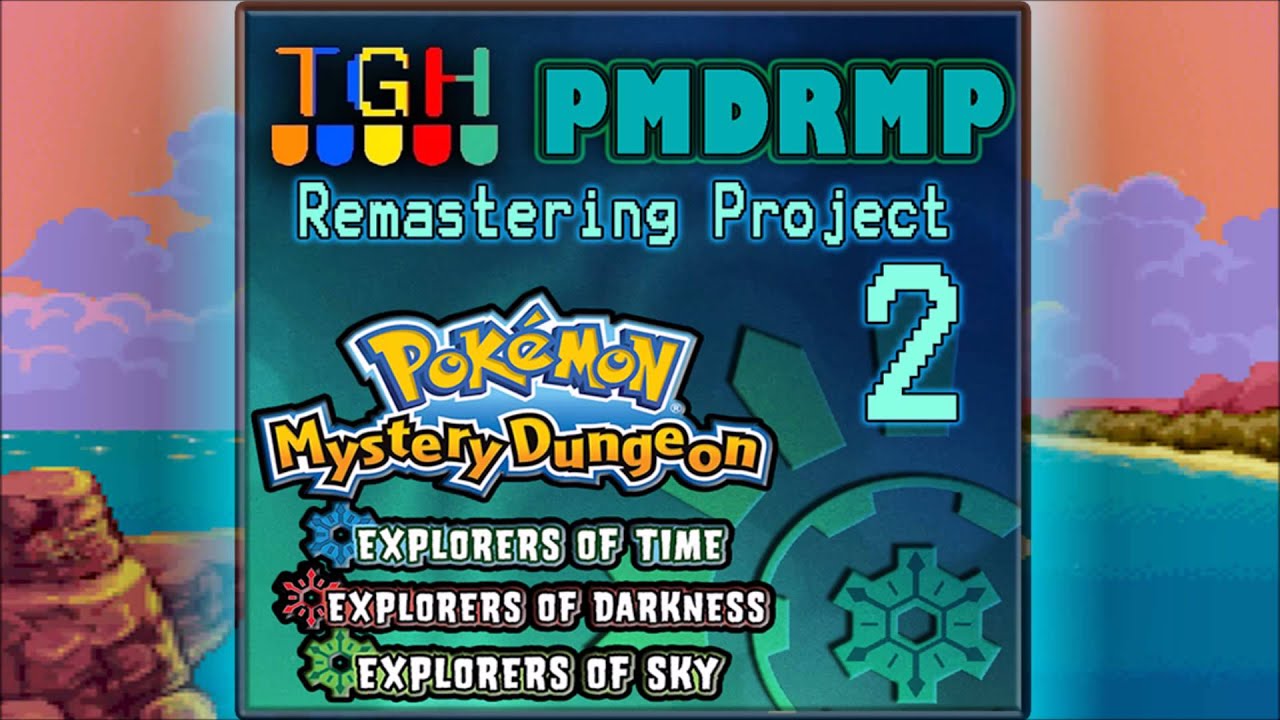 TGH PMDRMP
Remastering Project
2
POKéMON®
Mystery Dungeon
EXPLORERS OF TIME
EXPLORERS OF DARKNESS
EXPLORERS OF SKY